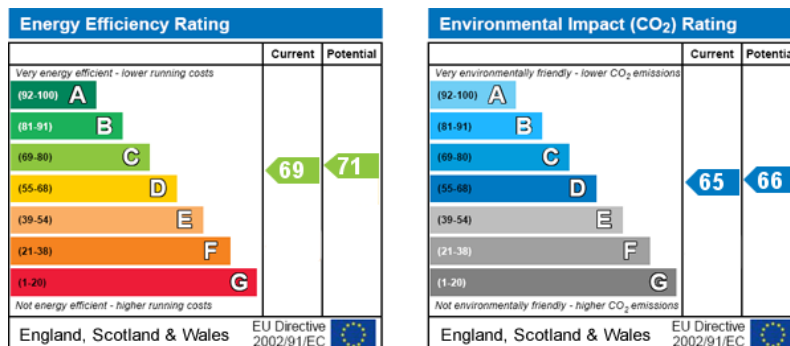 Energy Efficiency Rating
Current Potential
Very energy efficient - lower running costs
(92-100) A
(81-91) B
(69-80) C
69 71
(55-68) D
(39-54) E
(21-38) F
(1-20) G
Not energy efficient - higher running costs
England, Scotland & Wales
EU Directive
2002/91/EC
Environmental Impact (CO₂) Rating
Current Potentia
Very environmentally friendly - lower CO₂ emissions
(92-100) A
(81-91) B
(69-80) C
(55-68) D
65 66
(39-54) E
(21-38) F
(1-20) G
Not environmentally friendly - higher CO₂ emissions
England, Scotland & Wales
EU Directive
2002/91/EC